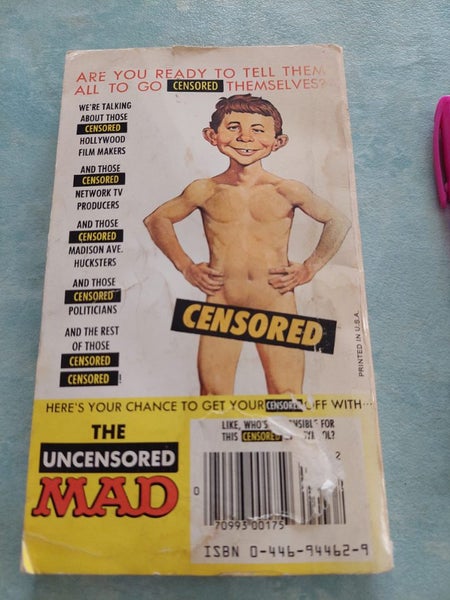 ARE YOU READY TO TELL THEM
ALL TO GO CENSORED THEMSELVES?
WE'RE TALKING
ABOUT THOSE
CENSORED
HOLLYWOOD
FILM MAKERS
AND THOSE
CENSORED
NETWORK TV
PRODUCERS
AND THOSE
CENSORED
MADISON AVE.
HUCKSTERS
AND THOSE
CENSORED
POLITICIANS
AND THE REST
OF THOSE
CENSORED
CENSORED
CENSORED
PRINTED IN U.S.A.
HERE'S YOUR CHANCE TO GET YOUR CENSORED OFF WITH...
THE
UNCENSORED
MAD
LIKE, WHO'S FOR
THIS CENSORED
2
0
70993 00175
ISBN 0-446-94462-9